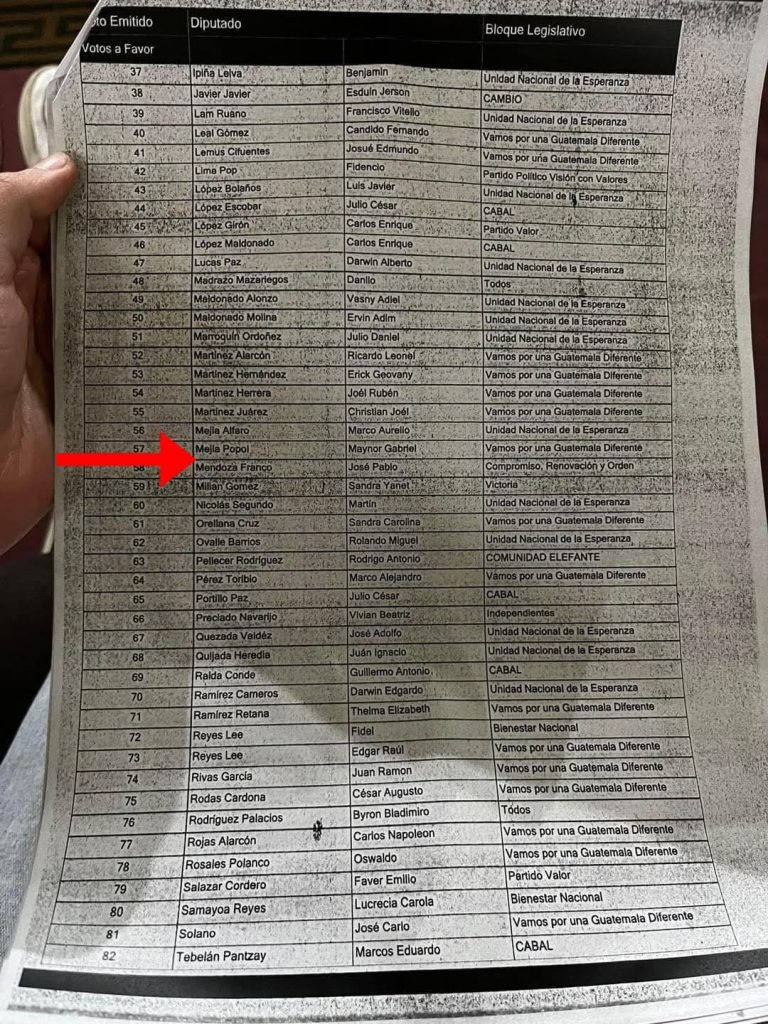 to Emitido Diputado Bloque Legislativo
Votos a Favor
37 Ipiña Leiva Benjamin Unidad Nacional de la Esperanza
38 Javier Javier Esduin Jerson CAMBIO
39 Lam Ruano Francisco Vitello Unidad Nacional de la Esperanza
40 Leal Gómez Candido Fernando Vamos por una Guatemala Diferente
41 Lemus Cifuentes Josué Edmundo Vamos por una Guatemala Diferente
42 Lima Pop Fidencio Partido Político Visión con Valores
43 López Bolaños Luis Javier Unidad Nacional de la Esperanza
44 López Escobar Julio César CABAL
45 López Girón Carlos Enrique Partido Valor
46 López Maldonado Carlos Enrique CABAL
47 Lucas Paz Darwin Alberto Unidad Nacional de la Esperanza
48 Madrazo Mazariegos Danilo Todos
49 Maldonado Alonzo Vasny Adiel Unidad Nacional de la Esperanza
50 Maldonado Molina Ervin Adim Unidad Nacional de la Esperanza
51 Marroquin Ordoñez Julio Daniel Unidad Nacional de la Esperanza
52 Martinez Alarcón Ricardo Leonel Vamos por una Guatemala Diferente
53 Martinez Hernández Erick Geovany Vamos por una Guatemala Diferente
54 Martinez Herrera Joél Rubén Vamos por una Guatemala Diferente
55 Martinez Juárez Christian Joél Vamos por una Guatemala Diferente
56 Mejia Alfaro Marco Aurelio Unidad Nacional de la Esperanza
57 Mejia Popol Maynor Gabriel Vamos por una Guatemala Diferente
58 Mendoza Franco José Pablo Compromiso, Renovación y Orden
59 Milian Gomez Sandra Yanet Victoria
60 Nicolás Segundo Martin Unidad Nacional de la Esperanza
61 Orellana Cruz Sandra Carolina Vamos por una Guatemala Diferente
62 Ovalle Barrios Rolando Miguel Unidad Nacional de la Esperanza
63 Pellecer Rodriguez Rodrigo Antonio COMUNIDAD ELEFANTE
64 Pérez Toribio Marco Alejandro Vamos por una Guatemala Diferente
65 Portillo Paz Julio César CABAL
66 Preciado Navarijo Vivian Beatriz Independientes
67 Quezada Valdéz José Adolfo Unidad Nacional de la Esperanza
68 Quijada Heredia Juán Ignacio Unidad Nacional de la Esperanza
69 Ralda Conde Guillermo Antonio CABAL
70 Ramírez Carneros Darwin Edgardo Unidad Nacional de la Esperanza
71 Ramírez Retana Thelma Elizabeth Vamos por una Guatemala Diferente
72 Reyes Lee Fidel Bienestar Nacional
73 Reyes Lee Edgar Raúl Vamos por una Guatemala Diferente
74 Rivas García Juan Ramon Vamos por una Guatemala Diferente
75 Rodas Cardona César Augusto Vamos por una Guatemala Diferente
76 Rodríguez Palacios Byron Bladimiro Todos
77 Rojas Alarcón Carlos Napoleon Vamos por una Guatemala Diferente
78 Rosales Polanco Oswaldo Vamos por una Guatemala Diferente
79 Salazar Cordero Faver Emilio Partido Valor
80 Samayoa Reyes Lucrecia Carola Bienestar Nacional
81 Solano José Carlo Vamos por una Guatemala Diferente
82 Tebelán Pantzay Marcos Eduardo CABAL